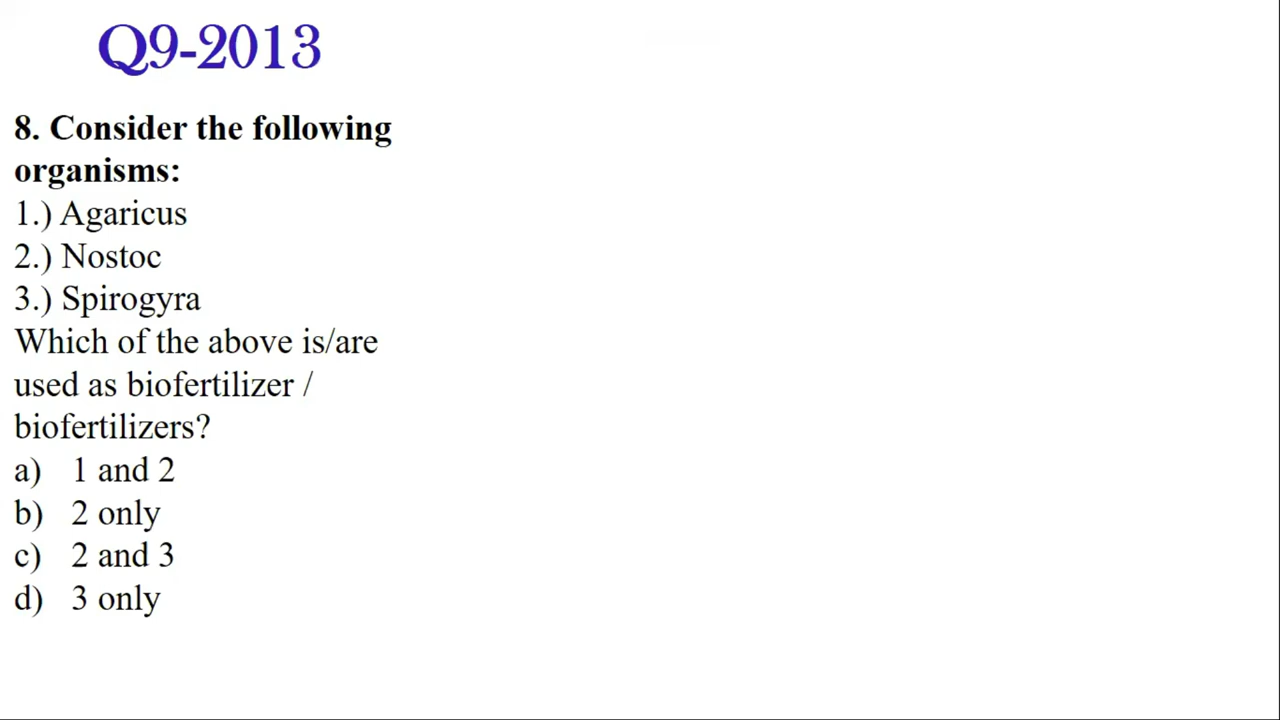 Q9-2013
8. Consider the following
organisms:
1.) Agaricus
2.) Nostoc
3.) Spirogyra
Which of the above is/are
used as biofertilizer /
biofertilizers?
a) 1 and 2
b) 2 only
c) 2 and 3
d) 3 only